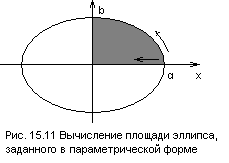 b
a
x
Рис. 15.11 Вычисление площади эллипса,
заданного в параметрической форме